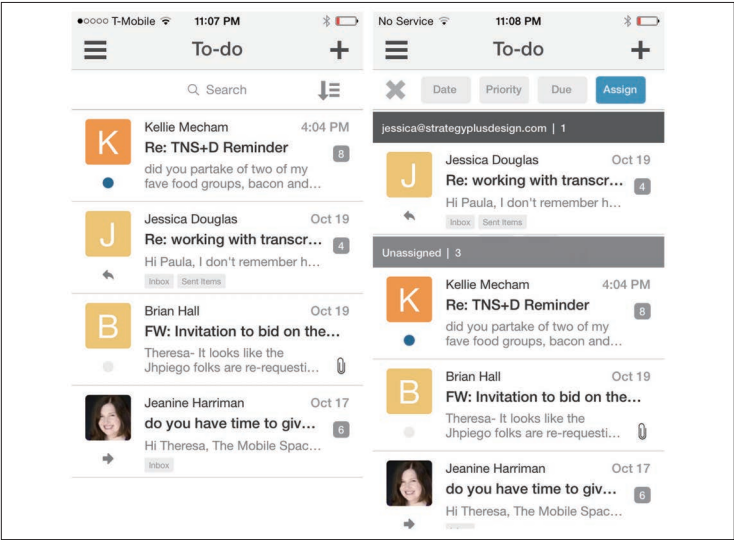 T-Mobile 11:07 PM
To-do
Search
Kellie Mecham 4:04 PM
K
Re: TNS+D Reminder
8
did you partake of two of my
fave food groups, bacon and…
Jessica Douglas Oct 19
J
Re: working with transcr… 4
Hi Paula, I don't remember h…
Inbox Sent Items
Brian Hall Oct 19
B
FW: Invitation to bid on the…
Theresa- It looks like the
Jhpiego folks are re-requesti…
Jeanine Harriman Oct 17
do you have time to giv… 6
Hi Theresa, The Mobile Spac…
Inbox
No Service 11:08 PM
To-do
Date Priority Due Assign
jessica@strategyplusdesign.com | 1
Jessica Douglas Oct 19
J
Re: working with transcr… 4
Hi Paula, I don't remember h…
Inbox Sent Items
Unassigned | 3
Kellie Mecham 4:04 PM
K
Re: TNS+D Reminder
8
did you partake of two of my
fave food groups, bacon and…
Brian Hall Oct 19
B
FW: Invitation to bid on the…
Theresa- It looks like the
Jhpiego folks are re-requesti…
Jeanine Harriman Oct 17
do you have time to giv… 6
Hi Theresa, The Mobile Spac…